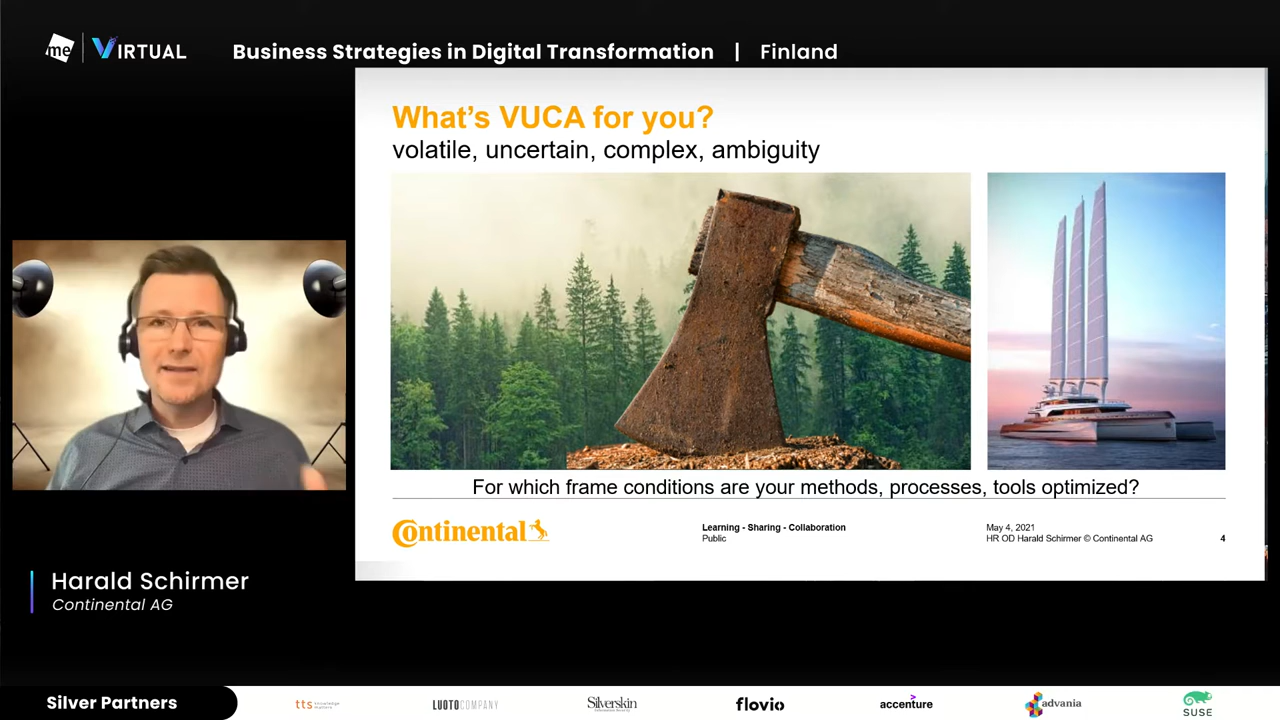 me
VIRTUAL
Business Strategies in Digital Transformation | Finland
What's VUCA for you?
volatile, uncertain, complex, ambiguity
For which frame conditions are your methods, processes, tools optimized?
Continental
Learning - Sharing - Collaboration
Public
May 4, 2021
HR OD Harald Schirmer © Continental AG
4
Harald Schirmer
Continental AG
Silver Partners
tts
LUOTO COMPANY
Silverskin
flovio
accenture
advania
SUSE